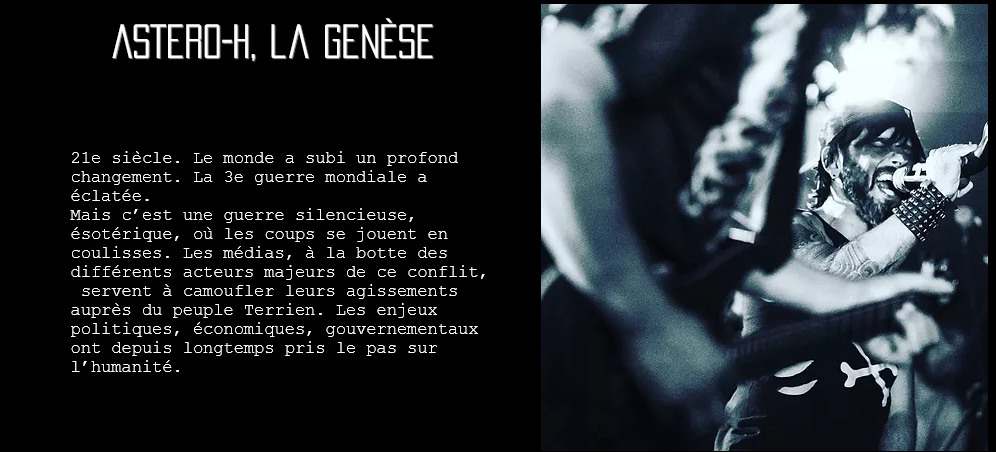 ASTERO-H, LA GENÈSE
21e siècle. Le monde a subi un profond
changement. La 3e guerre mondiale a
éclatée.
Mais c’est une guerre silencieuse,
ésotérique, où les coups se jouent en
coulisses. Les médias, à la botte des
différents acteurs majeurs de ce conflit,
servent à camoufler leurs agissements
auprès du peuple Terrien. Les enjeux
politiques, économiques, gouvernementaux
ont depuis longtemps pris le pas sur
l’humanité.